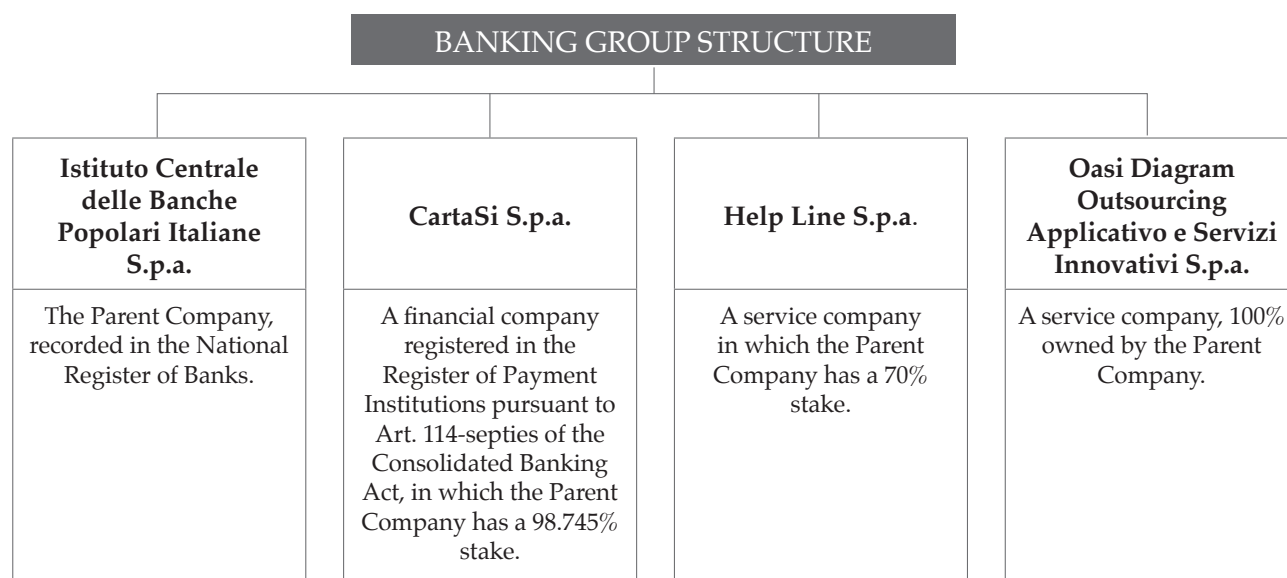 BANKING GROUP STRUCTURE
Istituto Centrale
delle Banche
Popolari Italiane
S.p.a.
The Parent Company,
recorded in the National
Register of Banks.
CartaSi S.p.a.
A financial company
registered in the
Register of Payment
Institutions pursuant to
Art. 114-septies of the
Consolidated Banking
Act, in which the Parent
Company has a 98.745%
stake.
Help Line S.p.a.
A service company
in which the Parent
Company has a 70%
stake.
Oasi Diagram
Outsourcing
Applicativo e Servizi
Innovativi S.p.a.
A service company, 100%
owned by the Parent
Company.